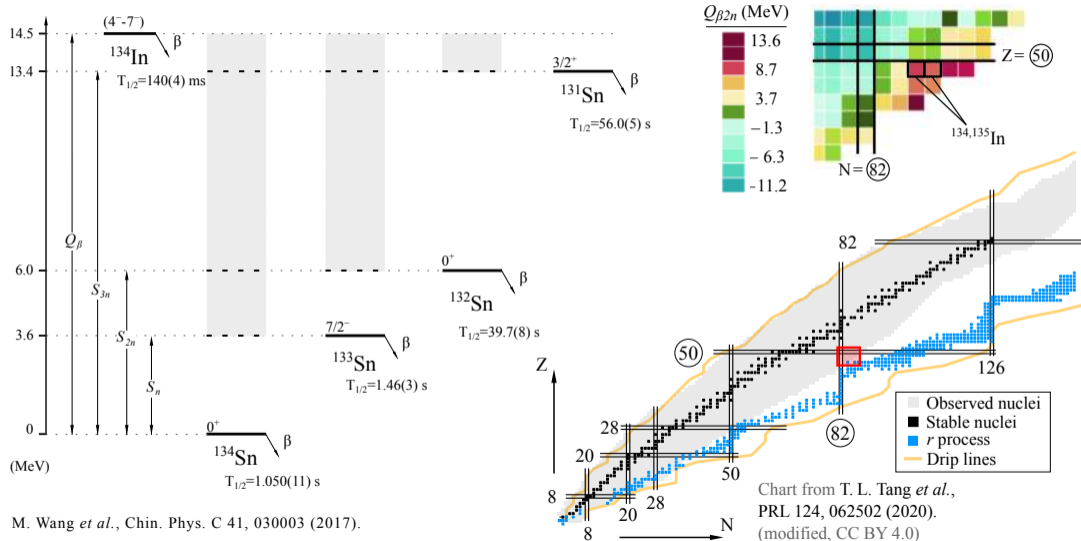 14.5
13.4
6.0
3.6
0
(MeV)
Qβ
S3n
S2n
Sn
(4⁻-7⁻)
¹³⁴In
β
T1/2=140(4) ms
3/2⁺
¹³¹Sn
β
T1/2=56.0(5) s
0⁺
¹³²Sn
β
T1/2=39.7(8) s
7/2⁻
¹³³Sn
β
T1/2=1.46(3) s
0⁺
¹³⁴Sn
β
T1/2=1.050(11) s
M. Wang et al., Chin. Phys. C 41, 030003 (2017).
Qβ2n (MeV)
13.6
8.7
3.7
−1.3
−6.3
-11.2
Z= 50
134,135In
N= 82
82
50
28
20
8
Z
N
8
20
28
50
82
126
Observed nuclei
Stable nuclei
r process
Drip lines
Chart from T. L. Tang et al.,
PRL 124, 062502 (2020).
(modified, CC BY 4.0)